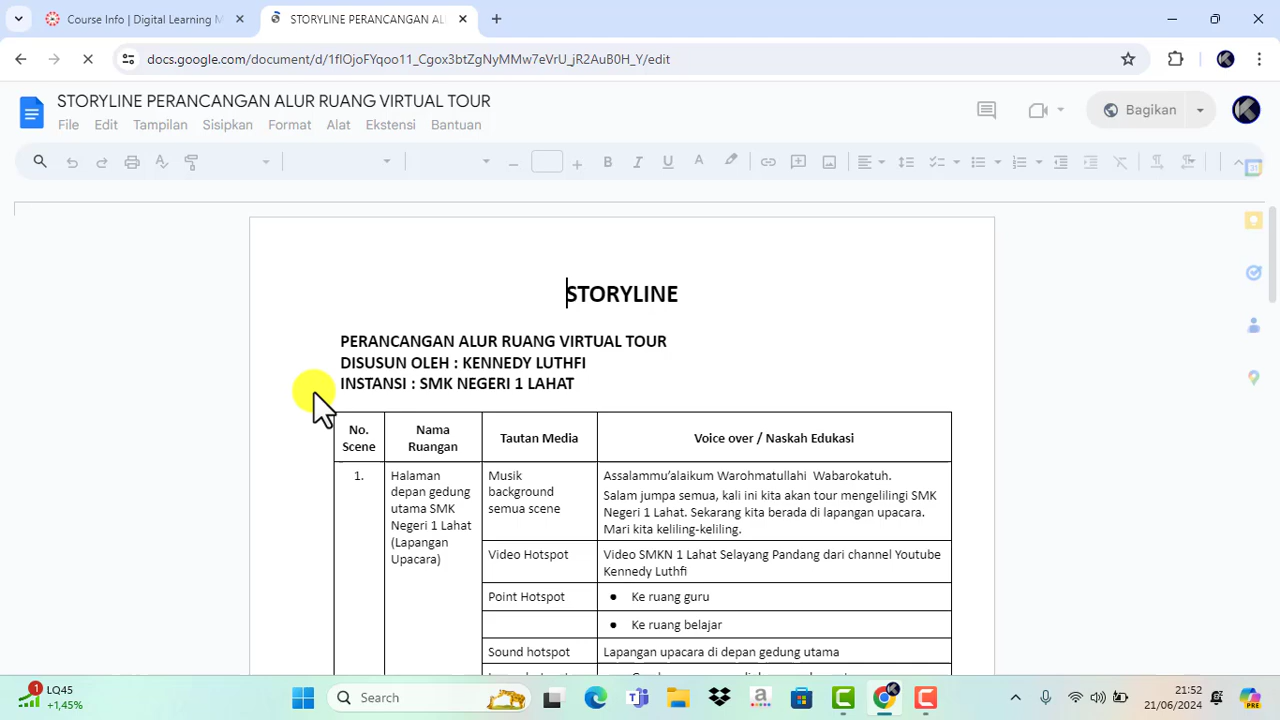 Course Info | Digital Learning M
STORYLINE PERANCANGAN AL
docs.google.com/document/d/1flOjoFYqoo11_Cgox3btZgNyMMw7eVrU_jR2AuB0H_Y/edit
STORYLINE PERANCANGAN ALUR RUANG VIRTUAL TOUR
File Edit Tampilan Sisipkan Format Alat Ekstensi Bantuan
Bagikan
STORYLINE
PERANCANGAN ALUR RUANG VIRTUAL TOUR
DISUSUN OLEH : KENNEDY LUTHFI
INSTANSI : SMK NEGERI 1 LAHAT
No. Scene
Nama Ruangan
Tautan Media
Voice over / Naskah Edukasi
1.
Halaman
depan gedung
utama SMK
Negeri 1 Lahat
(Lapangan
Upacara)
Musik
background
semua scene
Assalammu'alaikum Warohmatullahi Wabarokatuh.
Salam jumpa semua, kali ini kita akan tour mengelilingi SMK
Negeri 1 Lahat. Sekarang kita berada di lapangan upacara.
Mari kita keliling-keliling.
Video Hotspot
Video SMKN 1 Lahat Selayang Pandang dari channel Youtube
Kennedy Luthfi
Point Hotspot
● Ke ruang guru
● Ke ruang belajar
Sound hotspot
Lapangan upacara di depan gedung utama
1
LQ45
+1,45%
Search
21:52
21/06/2024